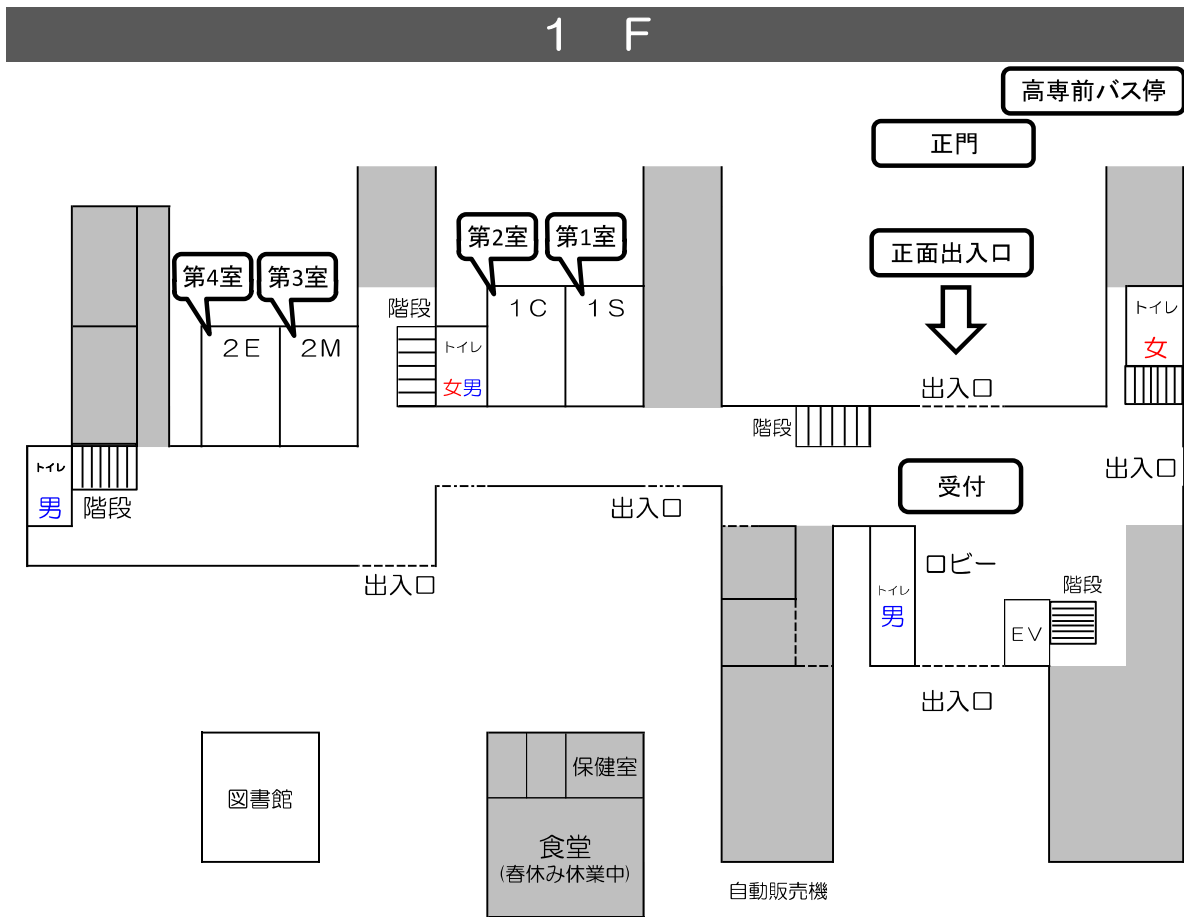 １　Ｆ
高専前バス停
正門
第2室
第1室
正面出入口
第4室
第3室
階段
１Ｃ
１Ｓ
トイレ
女
２Ｅ
２Ｍ
トイレ
女男
出入口
階段
トイレ
男
階段
出入口
受付
出入口
出入口
ロビー
トイレ
男
階段
ＥＶ
出入口
図書館
保健室
食堂
(春休み休業中)
自動販売機